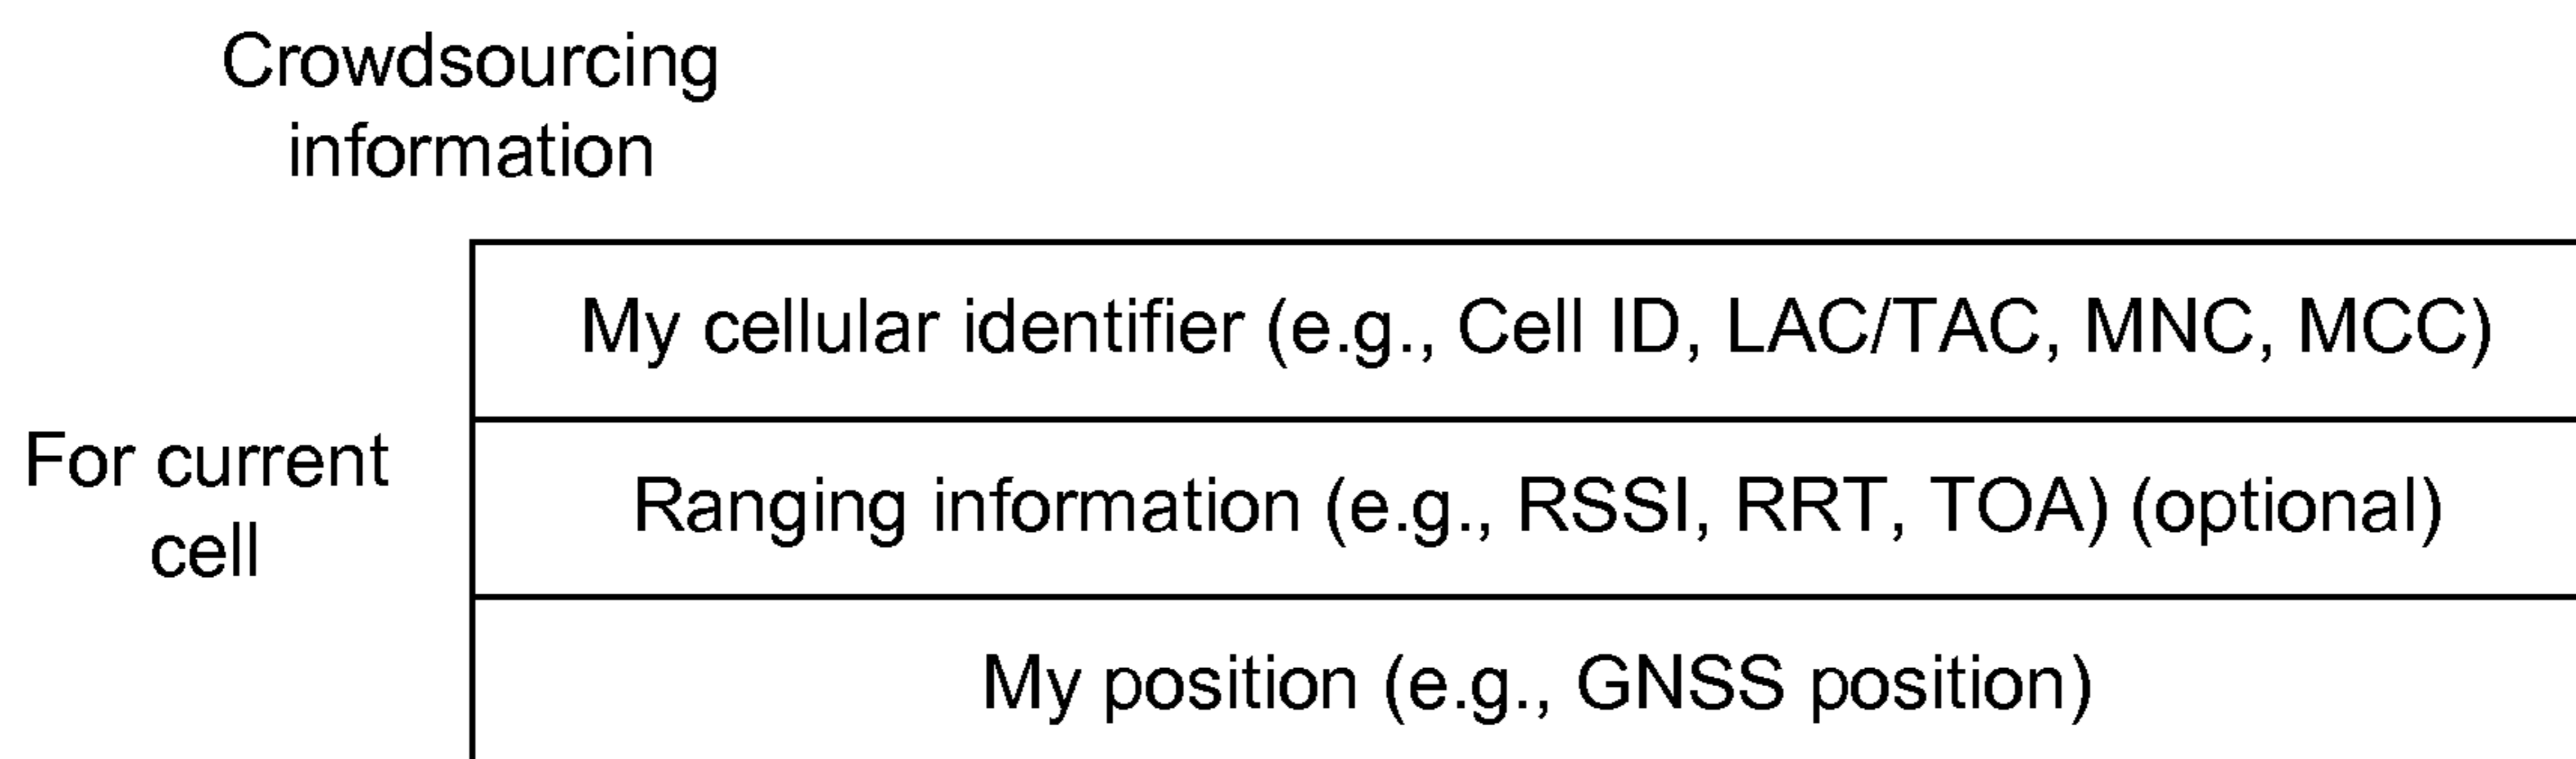 Crowdsourcing
information
My cellular identifier (e.g., Cell ID, LAC/TAC, MNC, MCC)
For current
cell
Ranging information (e.g., RSSI, RRT, TOA) (optional)
My position (e.g., GNSS position)